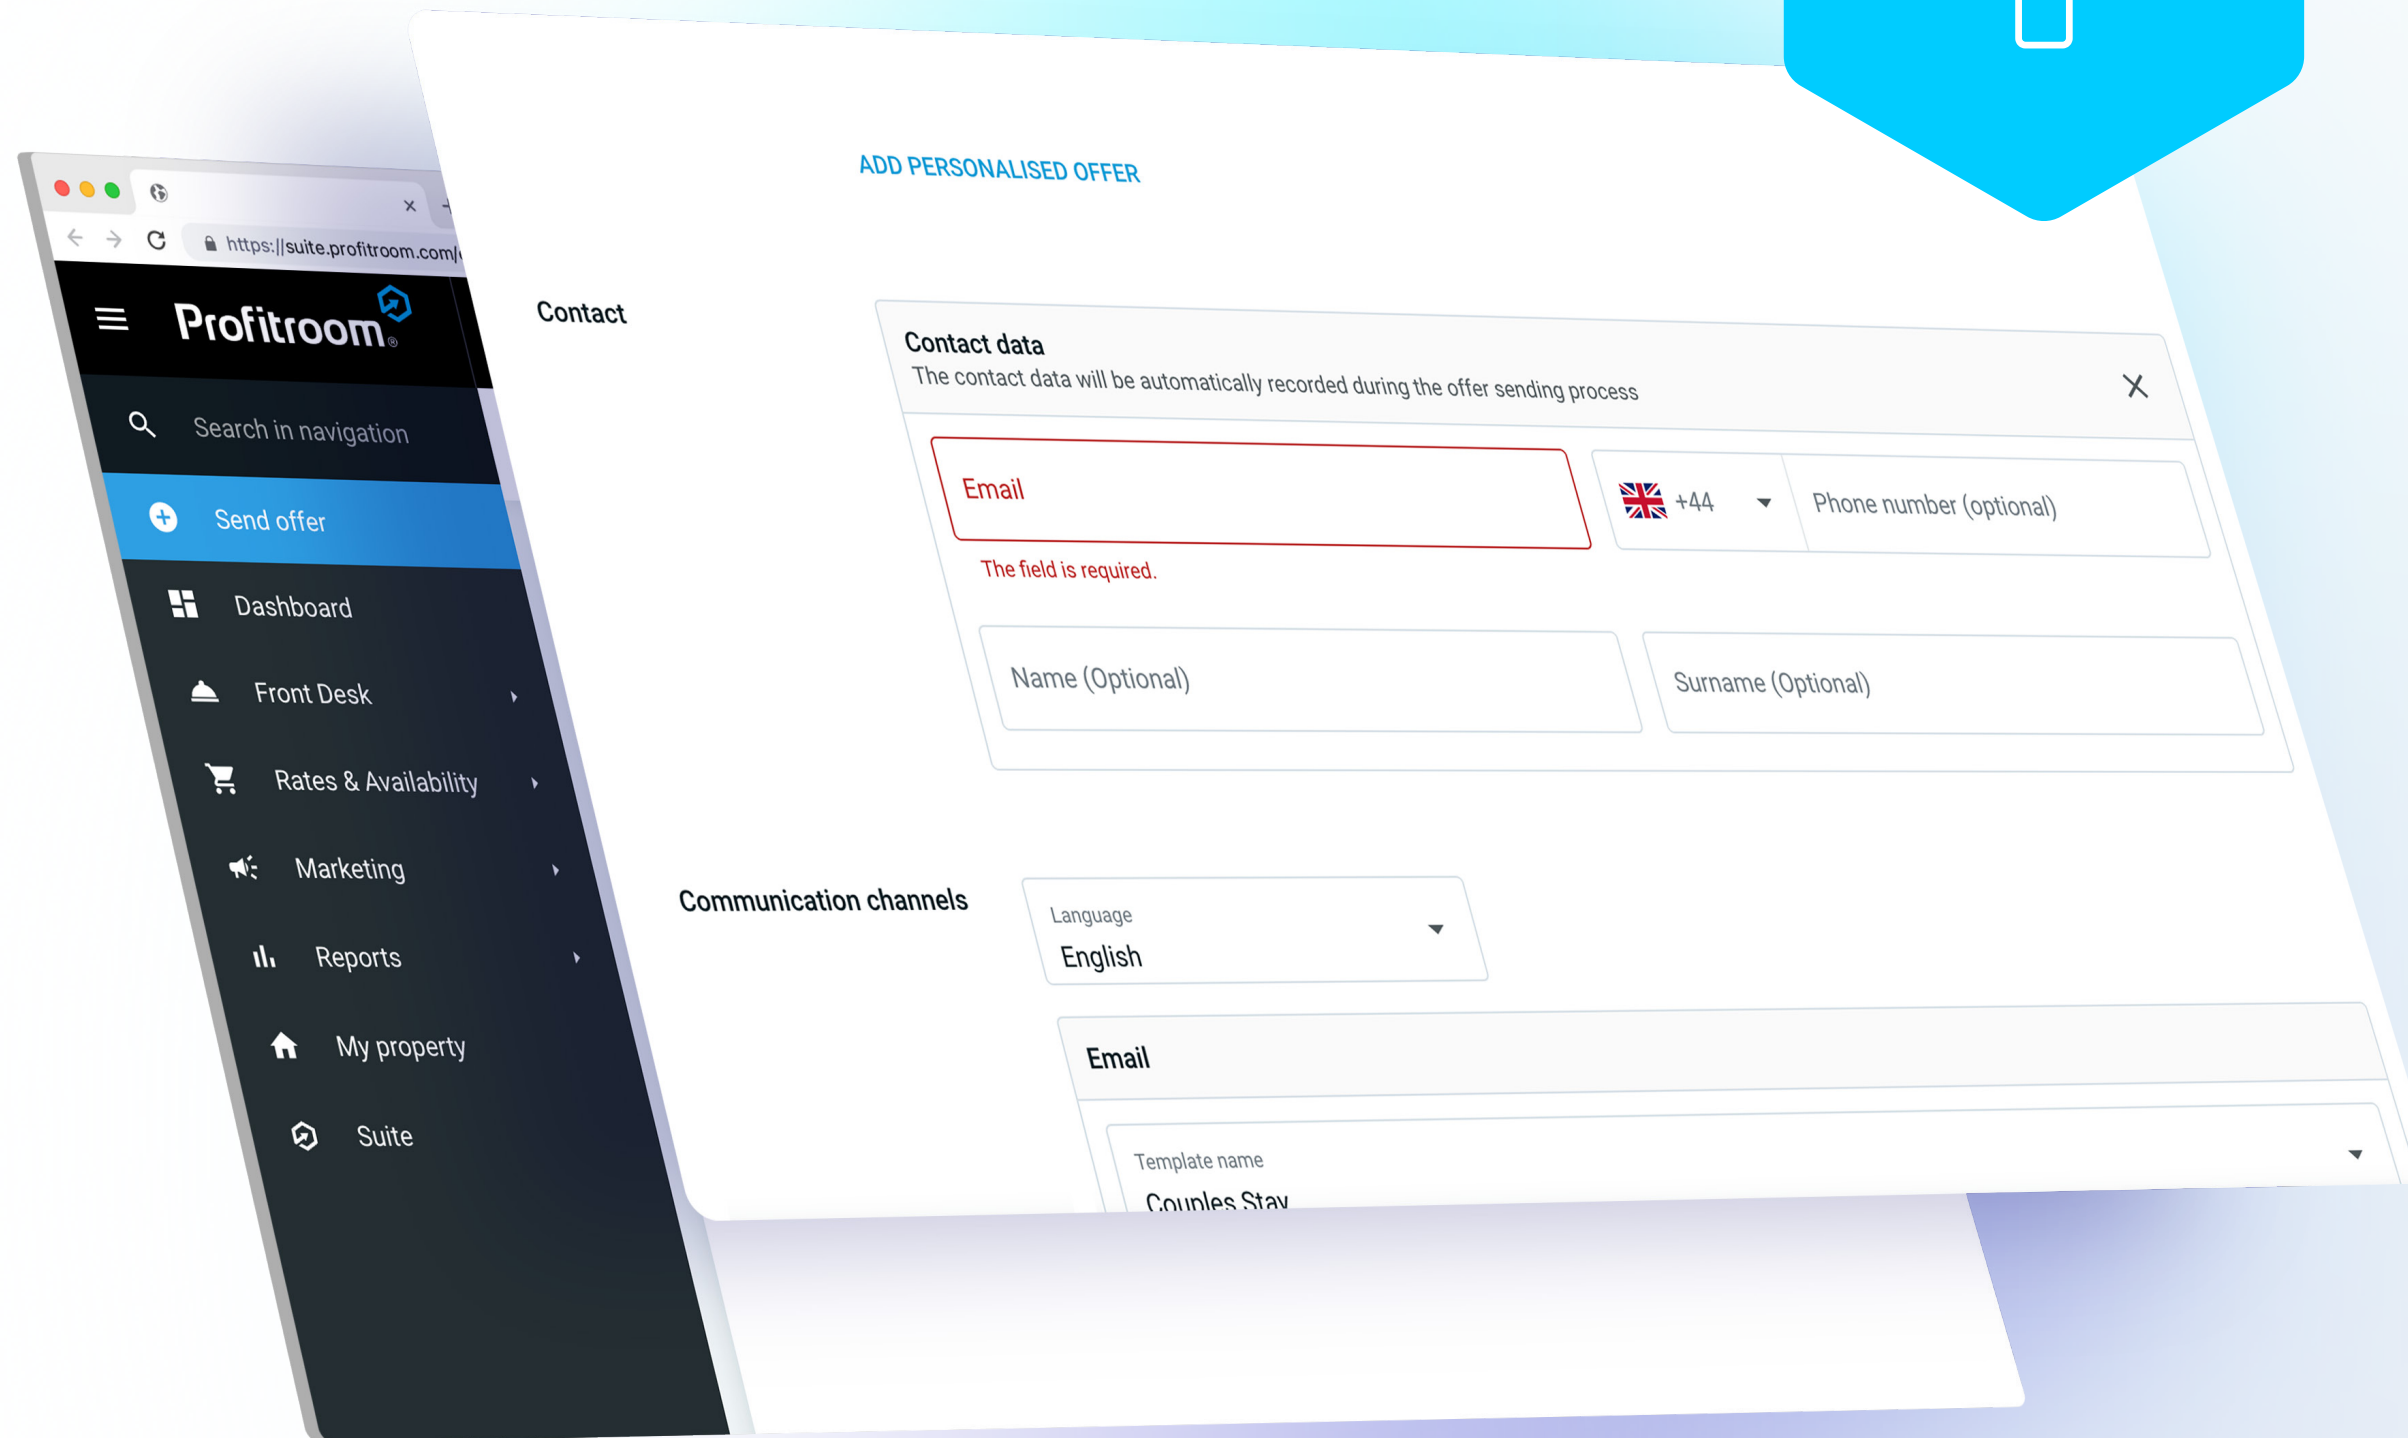 https://suite.profitroom.com/
Profitroom®
Search in navigation
Send offer
Dashboard
Front Desk
Rates & Availability
Marketing
Reports
My property
Suite
ADD PERSONALISED OFFER
Contact
Contact data
The contact data will be automatically recorded during the offer sending process
Email
+44
Phone number (optional)
The field is required.
Name (Optional)
Surname (Optional)
Communication channels
Language
English
Email
Template name
Couples Stay